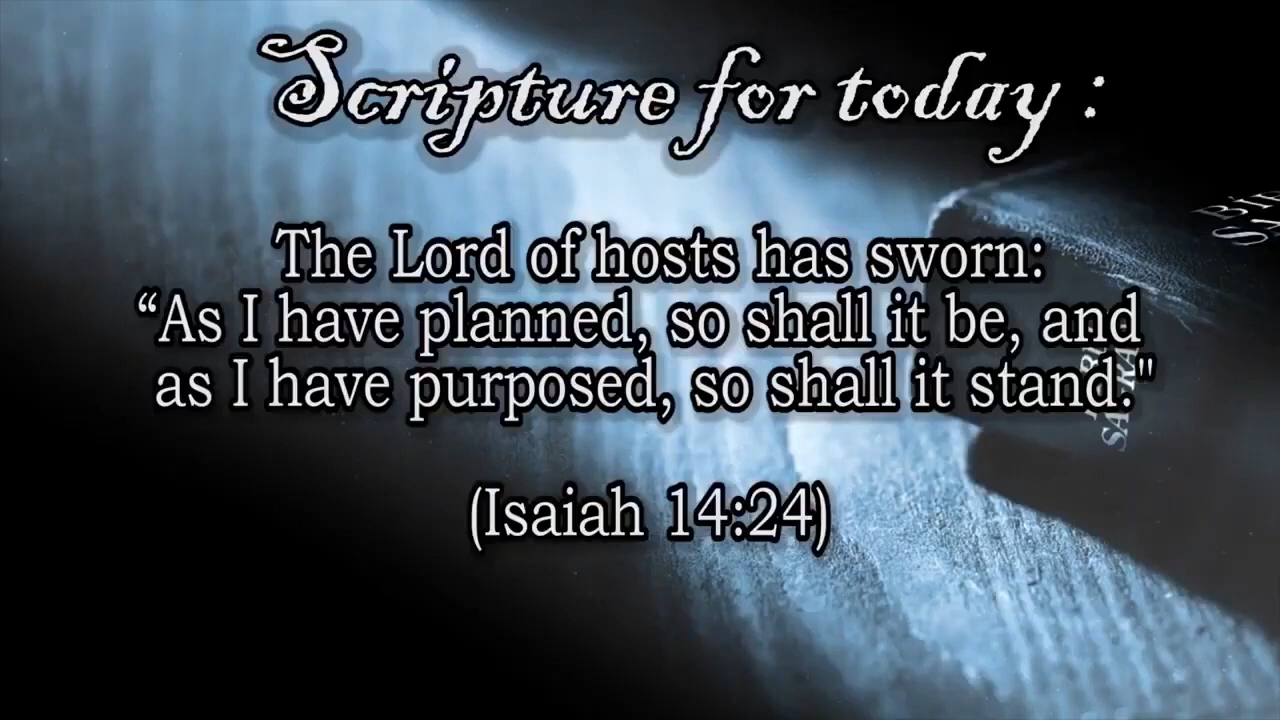 Scripture for today :
The Lord of hosts has sworn:
“As I have planned, so shall it be, and
as I have purposed, so shall it stand."
(Isaiah 14:24)